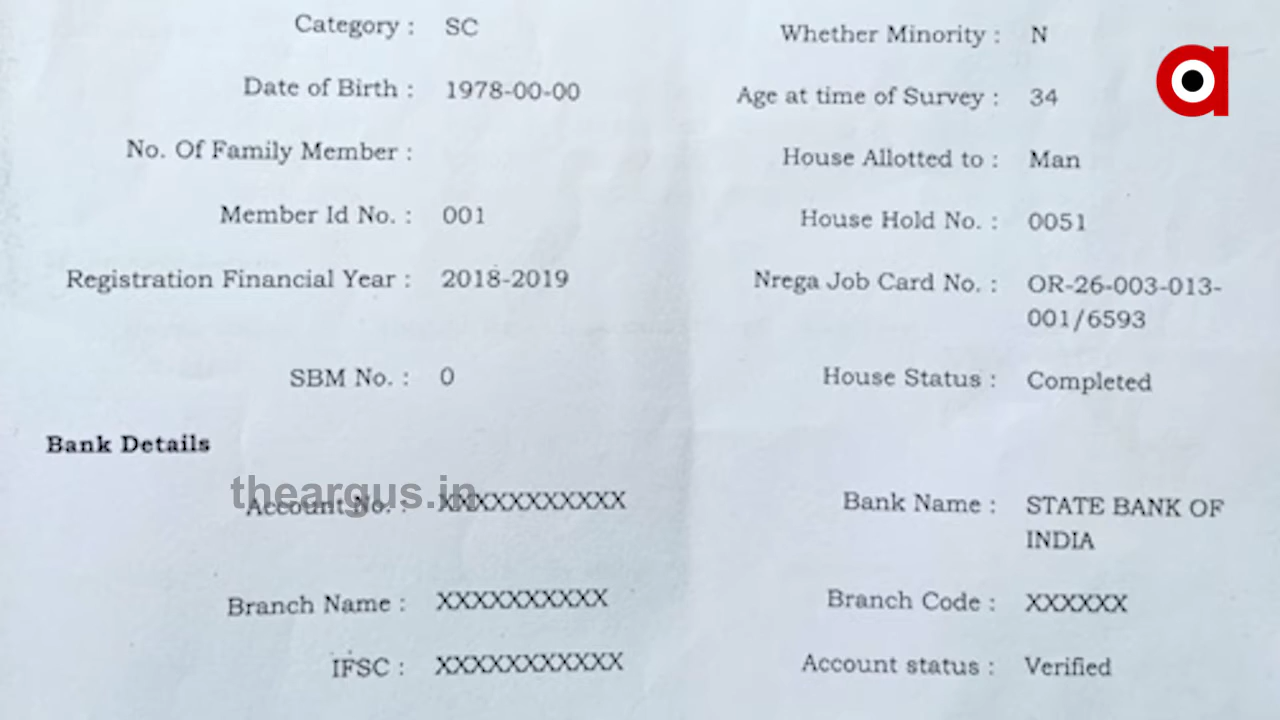 Category : SC Whether Minority : N
Date of Birth : 1978-00-00 Age at time of Survey : 34
No. Of Family Member : House Allotted to : Man
Member Id No. : 001 House Hold No. : 0051
Registration Financial Year : 2018-2019 Nrega Job Card No. : OR-26-003-013-
001/6593
SBM No. : 0 House Status : Completed
Bank Details
theargus.in
Account No. : XXXXXXXXXXX Bank Name : STATE BANK OF
INDIA
Branch Name : XXXXXXXXXX Branch Code : XXXXXX
IFSC : XXXXXXXXXXX Account status : Verified